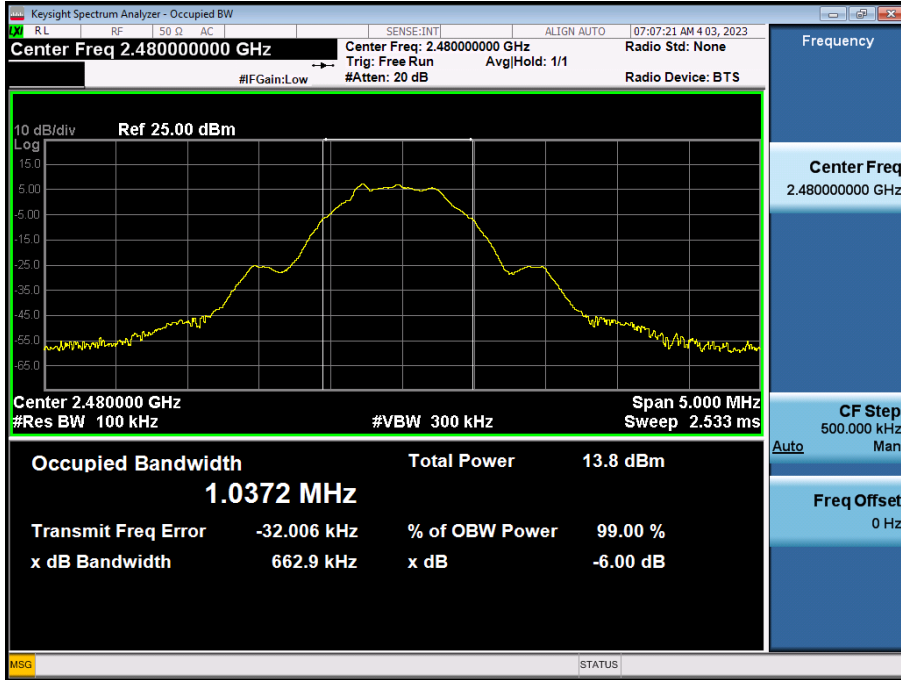 Keysight Spectrum Analyzer - Occupied BW
LXI RL RF 50 Ω AC SENSE:INT ALIGN AUTO 07:07:21 AM 4 03, 2023
Center Freq 2.480000000 GHz
Center Freq: 2.480000000 GHz
Radio Std: None
Trig: Free Run Avg|Hold: 1/1
#IFGain:Low
#Atten: 20 dB
Radio Device: BTS
10 dB/div Ref 25.00 dBm
Log
15.0
5.00
-5.00
-15.0
-25.0
-35.0
-45.0
-55.0
-65.0
Center 2.480000 GHz Span 5.000 MHz
#Res BW 100 kHz #VBW 300 kHz Sweep 2.533 ms
Occupied Bandwidth Total Power 13.8 dBm
1.0372 MHz
Transmit Freq Error -32.006 kHz % of OBW Power 99.00 %
x dB Bandwidth 662.9 kHz x dB -6.00 dB
MSG STATUS
Frequency
Center Freq
2.480000000 GHz
CF Step
500.000 kHz
Auto Man
Freq Offset
0 Hz